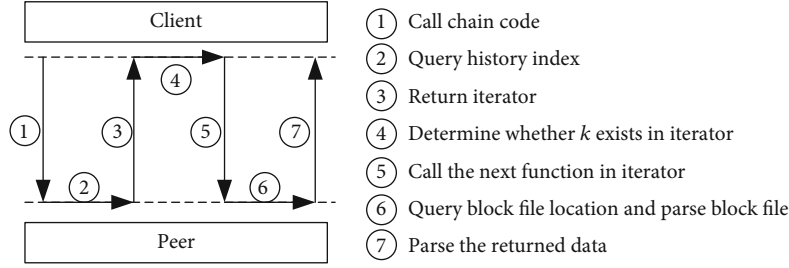 Client
4
1
3
5
7
2
6
Peer
1 Call chain code
2 Query history index
3 Return iterator
4 Determine whether k exists in iterator
5 Call the next function in iterator
6 Query block file location and parse block file
7 Parse the returned data